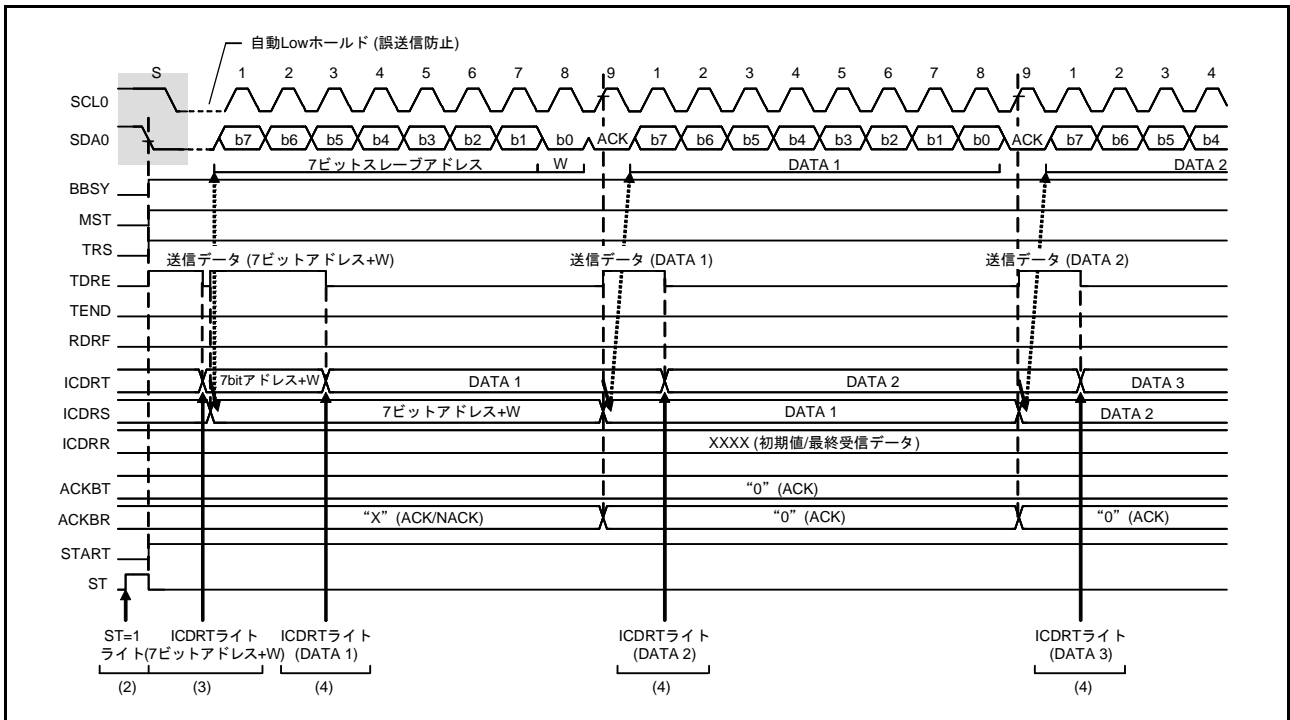 自動Lowホールド (誤送信防止)
S 1 2 3 4 5 6 7 8 9 1 2 3 4 5 6 7 8 9 1 2 3 4
SCL0
SDA0 b7 b6 b5 b4 b3 b2 b1 b0 ACK b7 b6 b5 b4 b3 b2 b1 b0 ACK b7 b6 b5 b4
7ビットスレーブアドレス W DATA 1 DATA 2
BBSY
MST
TRS
送信データ (7ビットアドレス+W) 送信データ (DATA 1) 送信データ (DATA 2)
TDRE
TEND
RDRF
ICDRT 7bitアドレス+W DATA 1 DATA 2 DATA 3
ICDRS 7ビットアドレス+W DATA 1 DATA 2
ICDRR XXXX (初期値/最終受信データ)
ACKBT “0” (ACK)
ACKBR “X” (ACK/NACK) “0” (ACK) “0” (ACK)
START
ST
ST=1 ICDRTライト ICDRTライト ICDRTライト ICDRTライト
ライト(7ビットアドレス+W) (DATA 1) (DATA 2) (DATA 3)
(2) (3) (4) (4) (4)